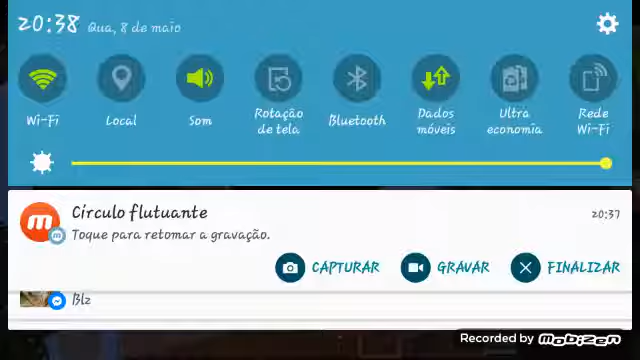 20:38 Qua, 8 de maio
Wi-Fi
Local
Som
Rotação de tela
Bluetooth
Dados móveis
Ultra economia
Rede Wi-Fi
Círculo flutuante 20:37
Toque para retomar a gravação.
CAPTURAR GRAVAR FINALIZAR
Blz
Recorded by Mobizen